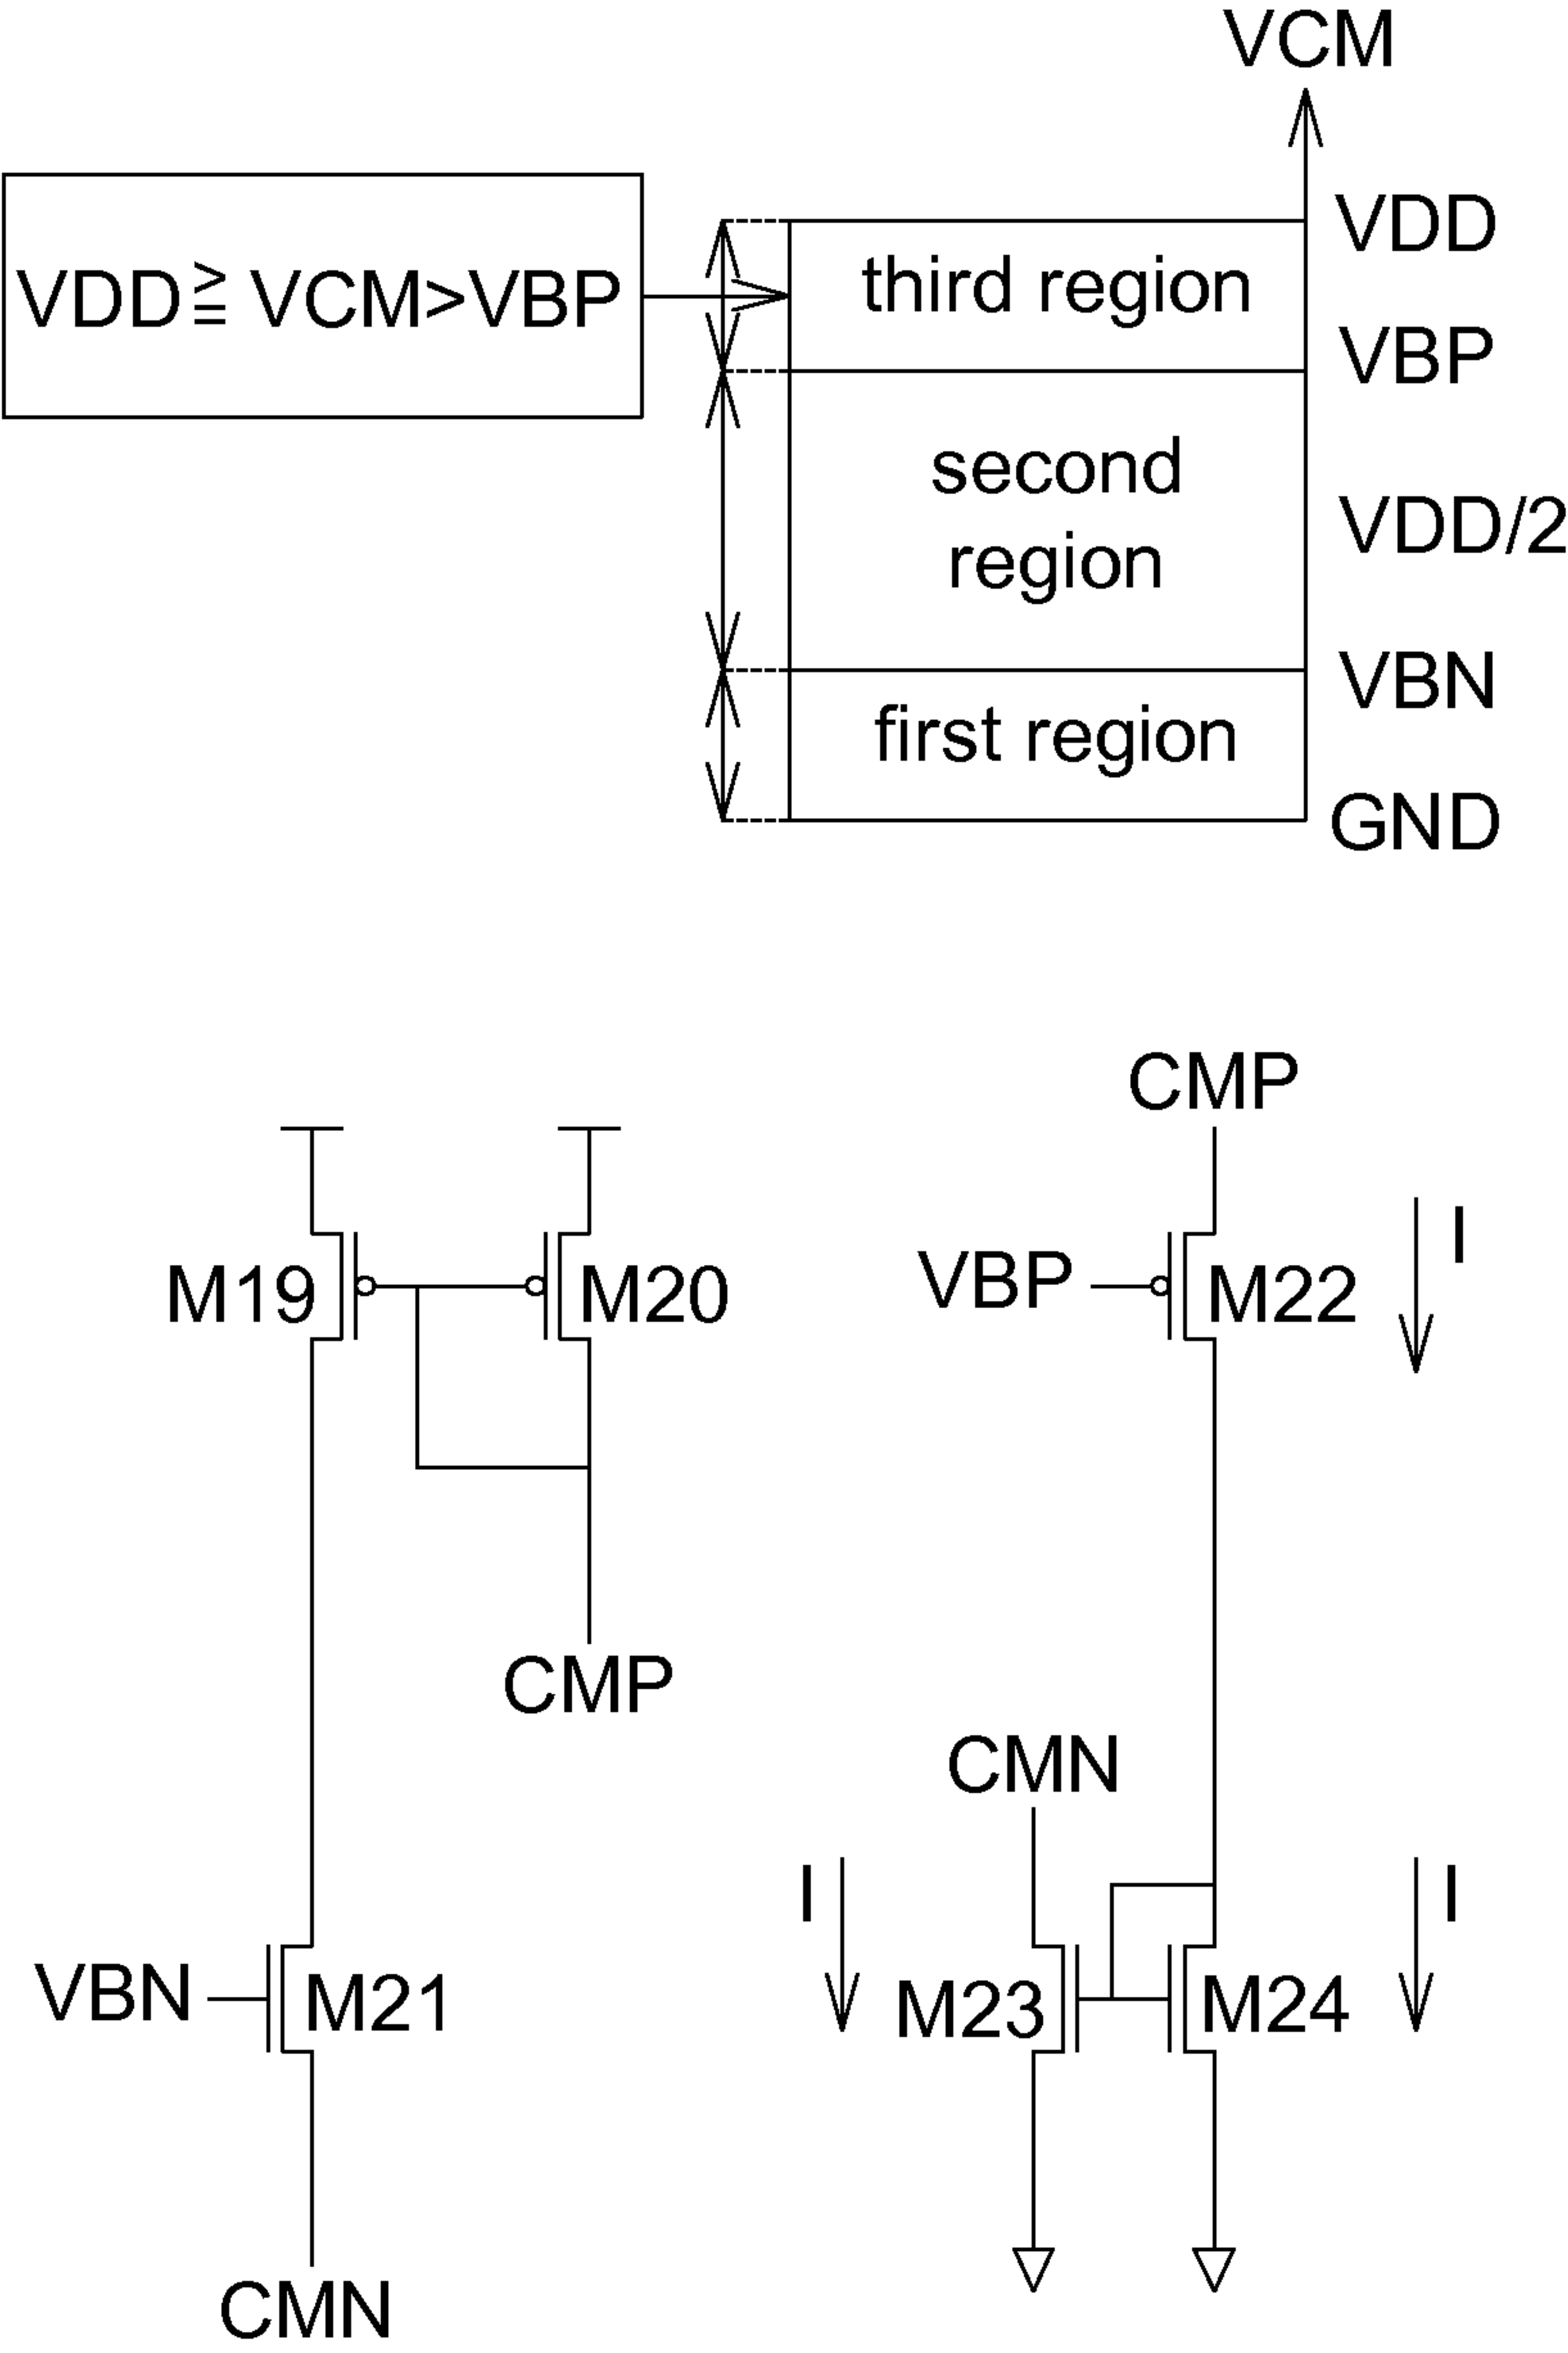 VCM
VDD
VDD≧ VCM>VBP
third region
VBP
second
region
VDD/2
VBN
first region
GND
CMP
M19
M20
VBP
M22
I
CMP
CMN
I
I
VBN
M21
M23
M24
CMN